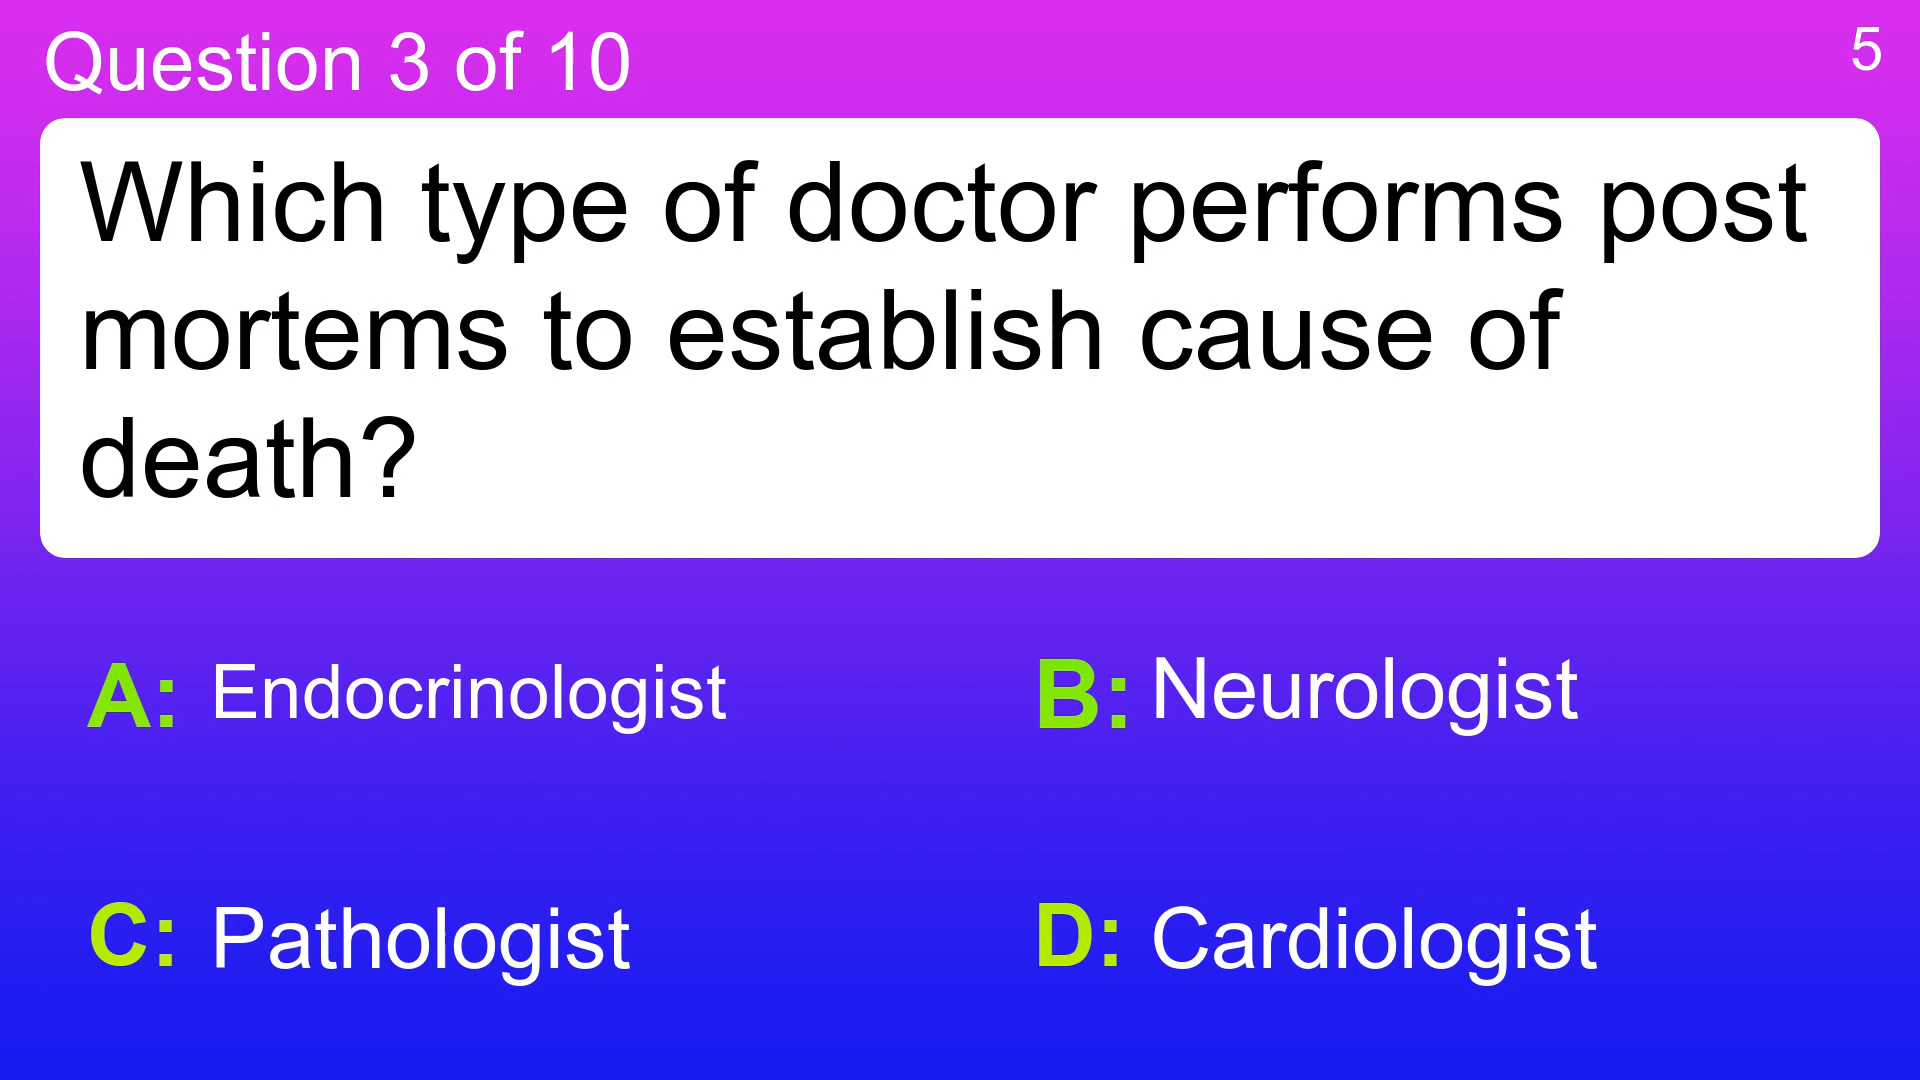 Question 3 of 10
5
Which type of doctor performs post
mortems to establish cause of
death?
A: Endocrinologist
B: Neurologist
C: Pathologist
D: Cardiologist